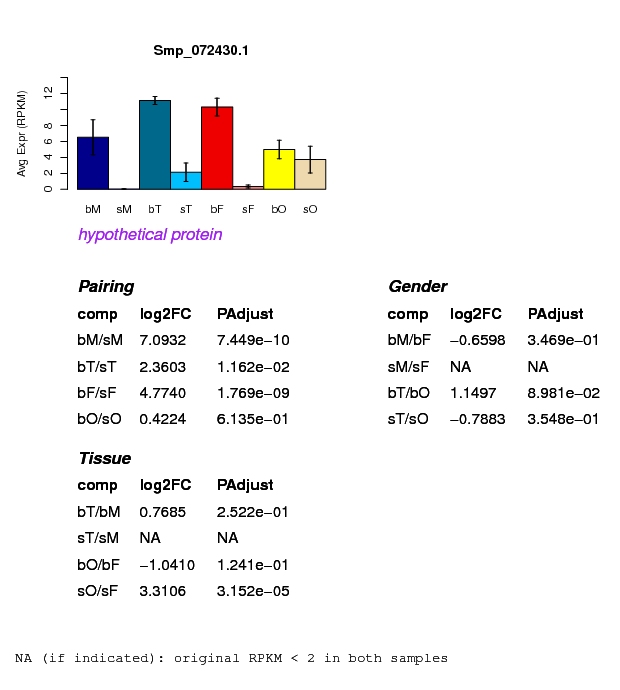 Smp_072430.1
Avg Expr (RPKM)
12
8
6
4
2
0
bM sM bT sT bF sF bO sO
hypothetical protein
Pairing
comp log2FC PAdjust
bM/sM 7.0932 7.449e−10
bT/sT 2.3603 1.162e−02
bF/sF 4.7740 1.769e−09
bO/sO 0.4224 6.135e−01
Gender
comp log2FC PAdjust
bM/bF −0.6598 3.469e−01
sM/sF NA NA
bT/bO 1.1497 8.981e−02
sT/sO −0.7883 3.548e−01
Tissue
comp log2FC PAdjust
bT/bM 0.7685 2.522e−01
sT/sM NA NA
bO/bF −1.0410 1.241e−01
sO/sF 3.3106 3.152e−05
NA (if indicated): original RPKM < 2 in both samples